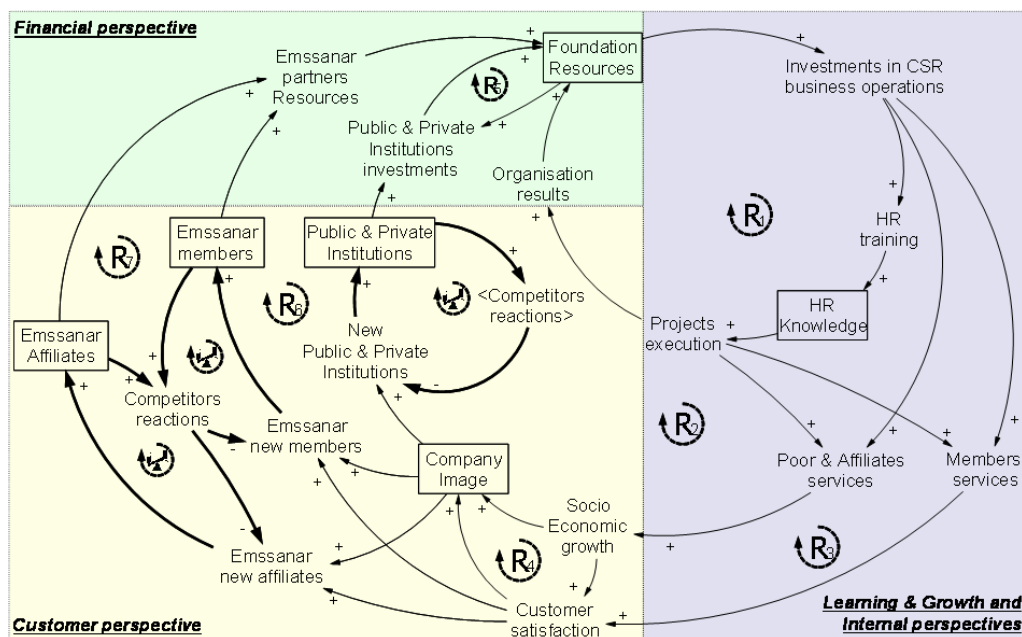 Financial perspective
Emssanar
partners
Resources
Foundation
Resources
Investments in CSR
business operations
R5
Public & Private
Institutions
investments
Organisation
results
R1
HR
training
Emssanar
members
Public & Private
Institutions
R7
R6
<Competitors
reactions>
HR
Knowledge
Emssanar
Affiliates
New
Public & Private
Institutions
Projects
execution
Competitors
reactions
Emssanar
new members
R2
Company
Image
Poor & Affiliates
services
Members
services
Socio
Economic
growth
Emssanar
new affiliates
R4
R3
Customer
satisfaction
Customer perspective
Learning & Growth and
Internal perspectives